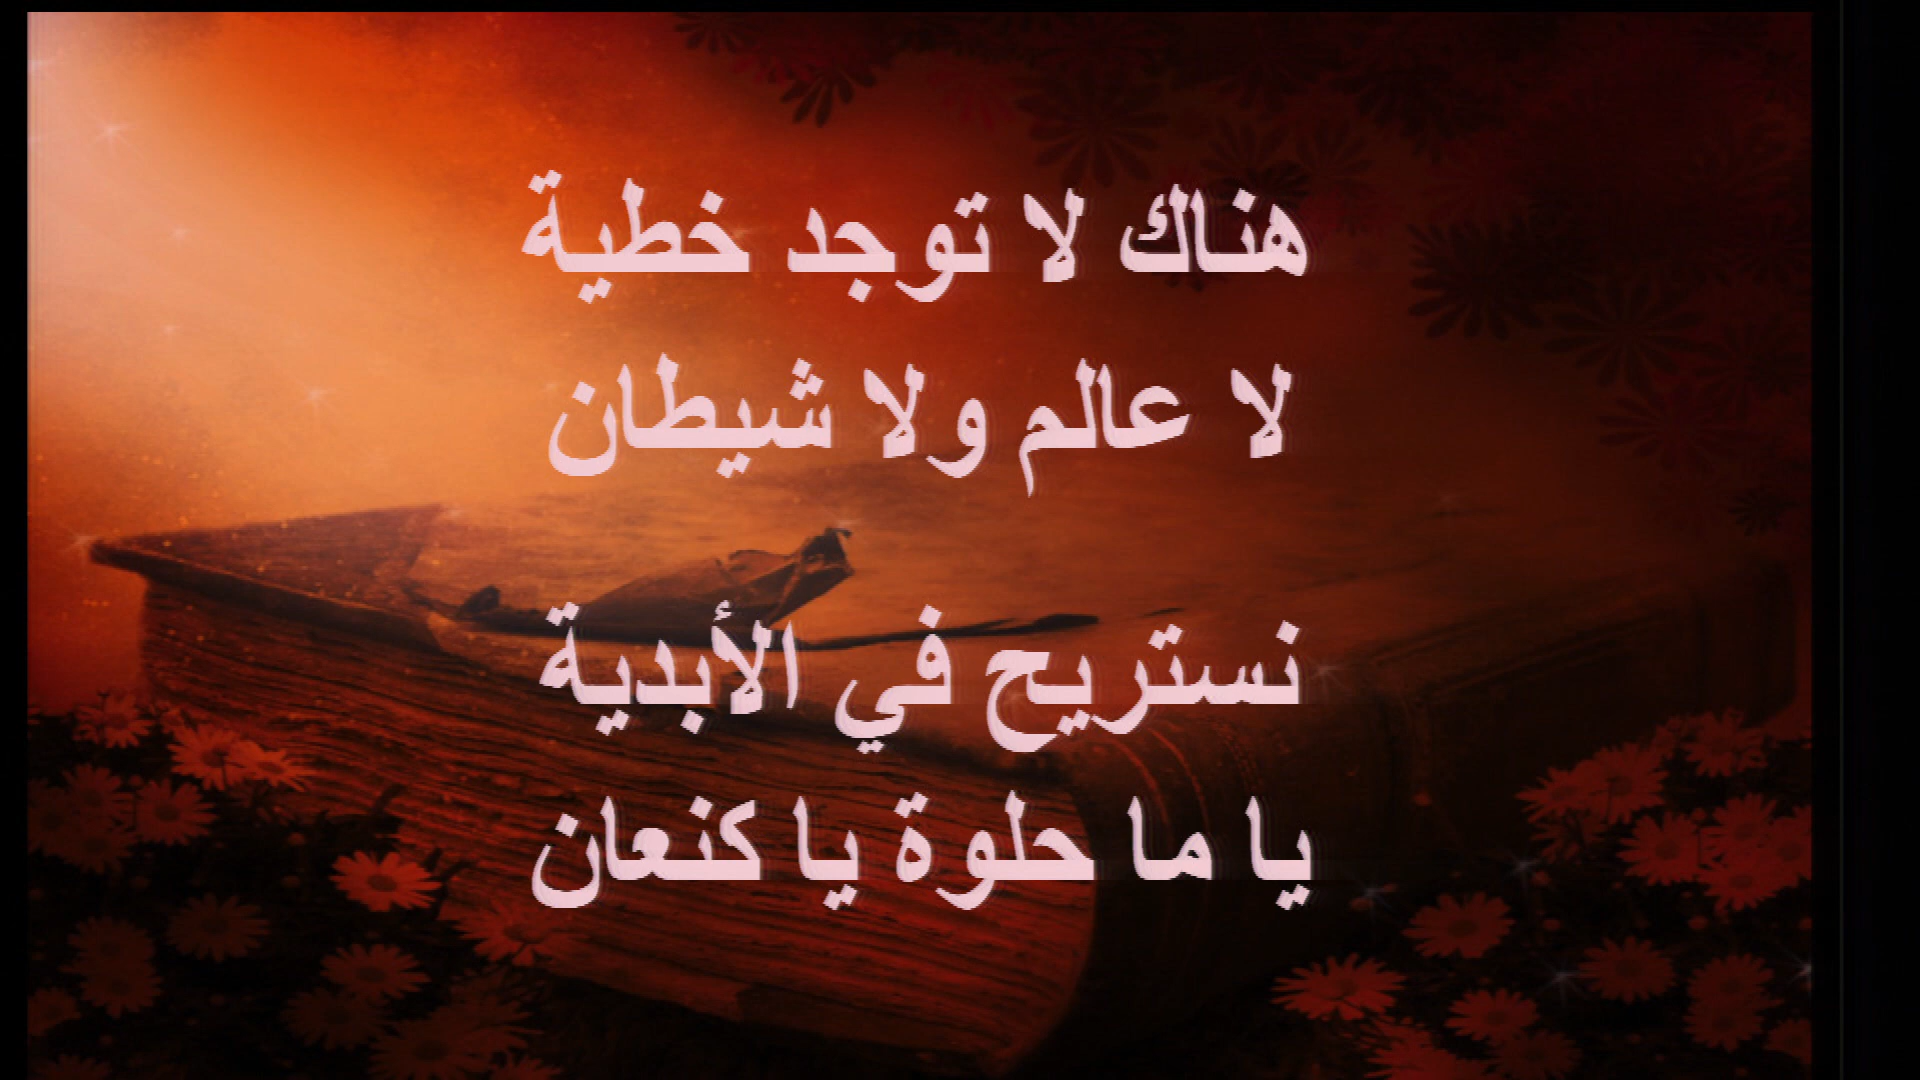 هناك لا توجد خطية
لا عالم ولا شيطان
نستريح في الأبدية
يا ما حلوة يا كنعان